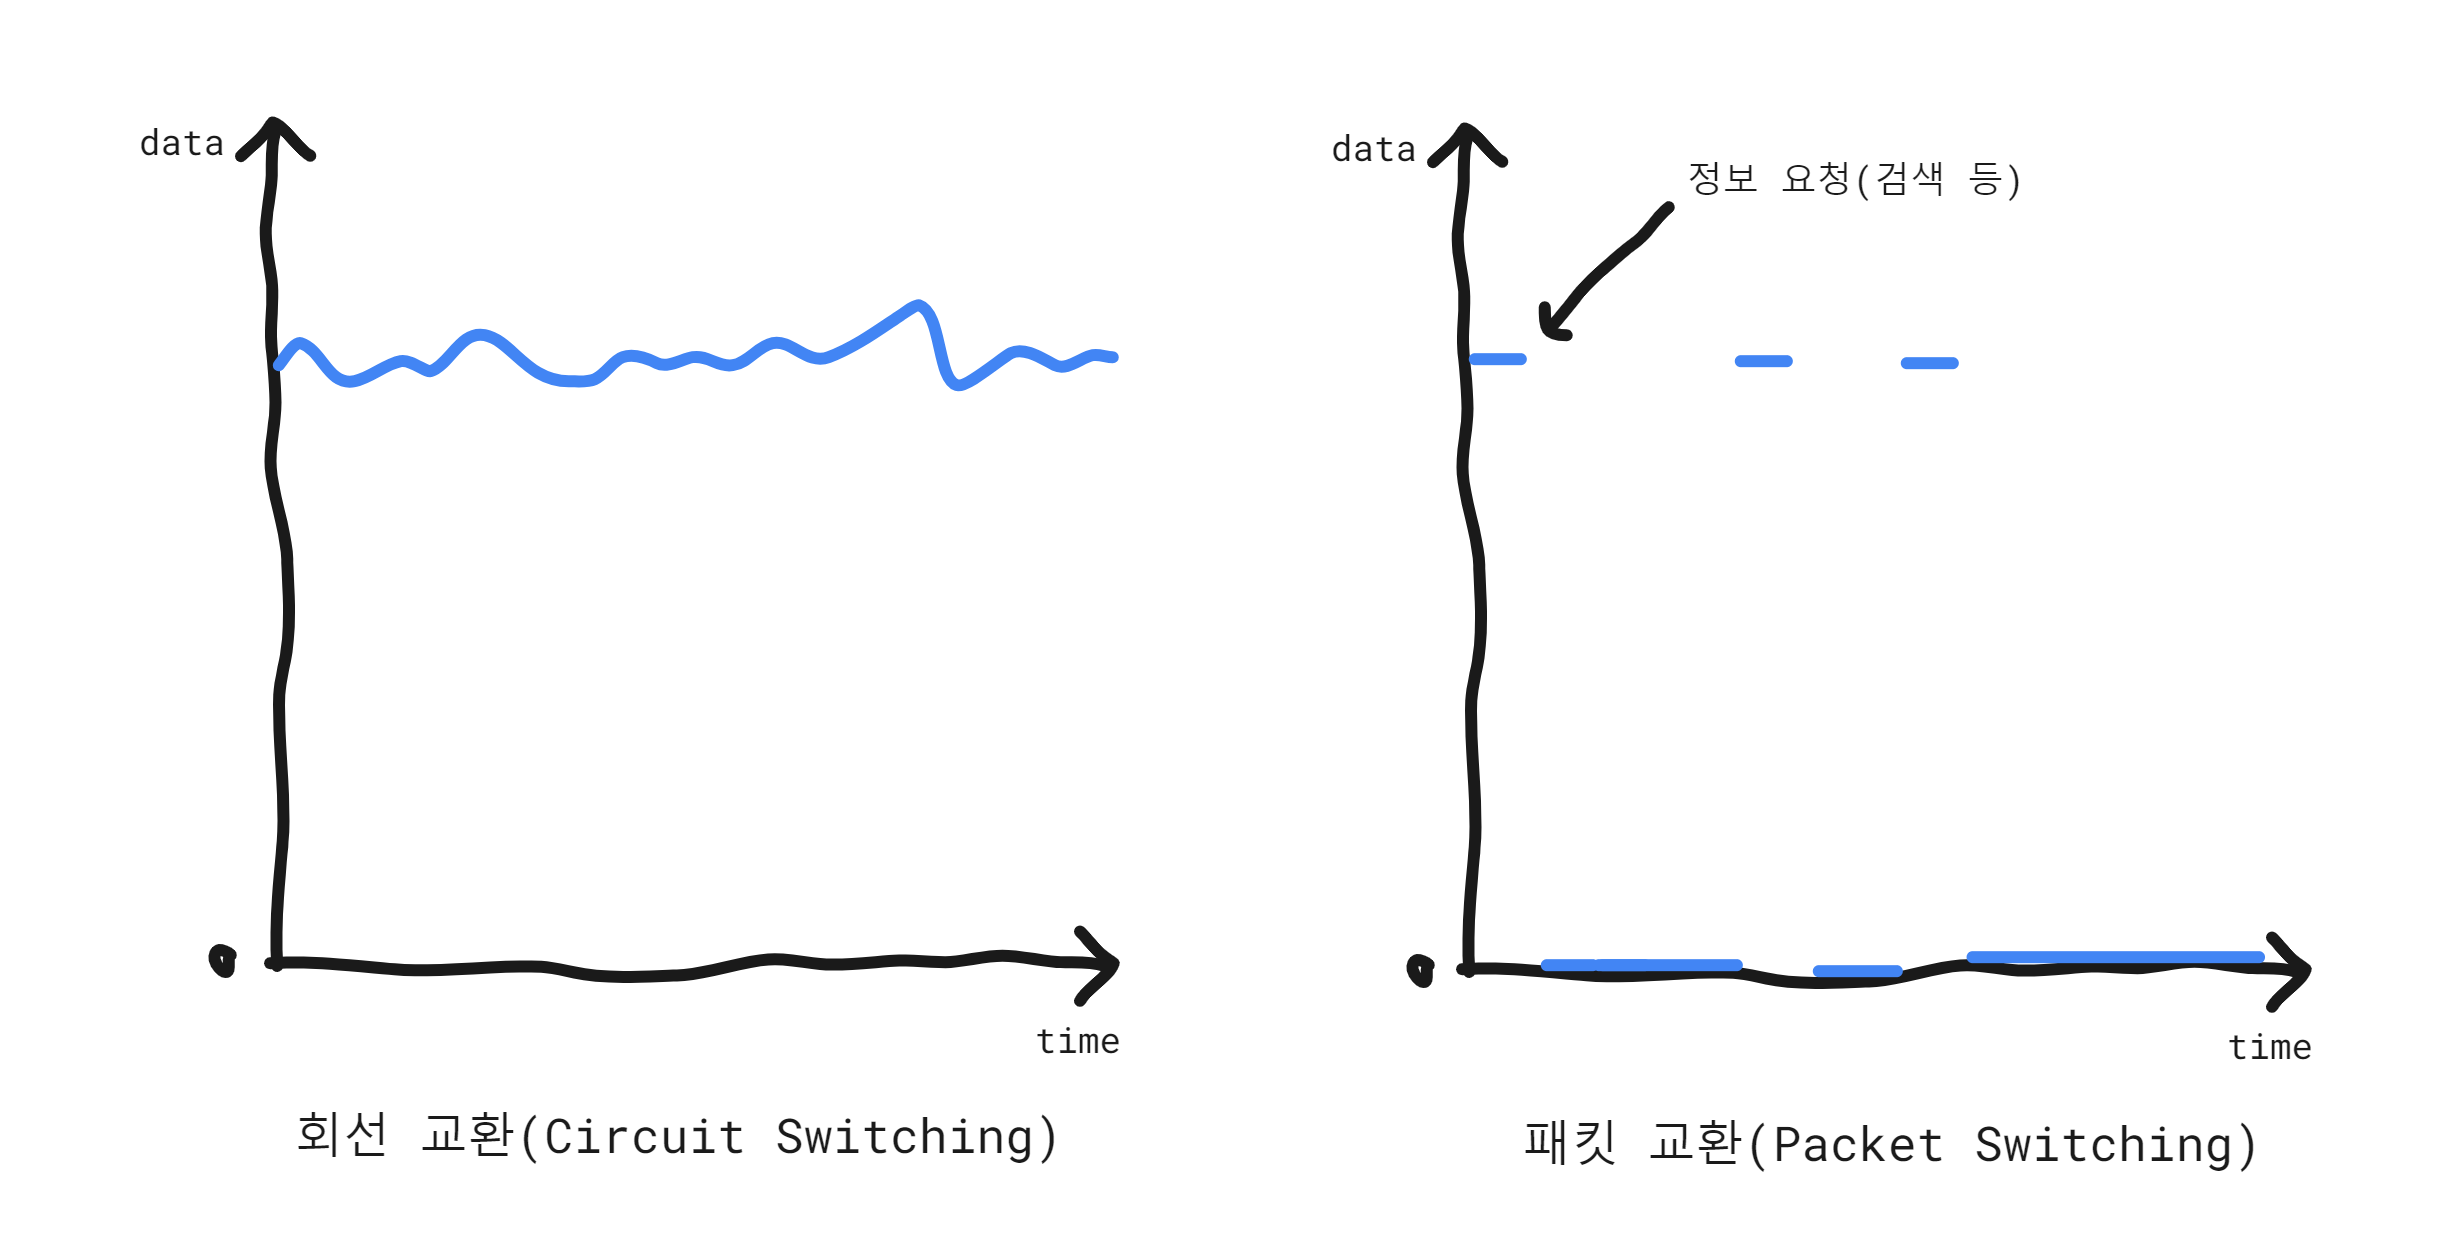 data
0
time
회선 교환(Circuit Switching)
data
정보 요청(검색 등)
0
time
패킷 교환(Packet Switching)